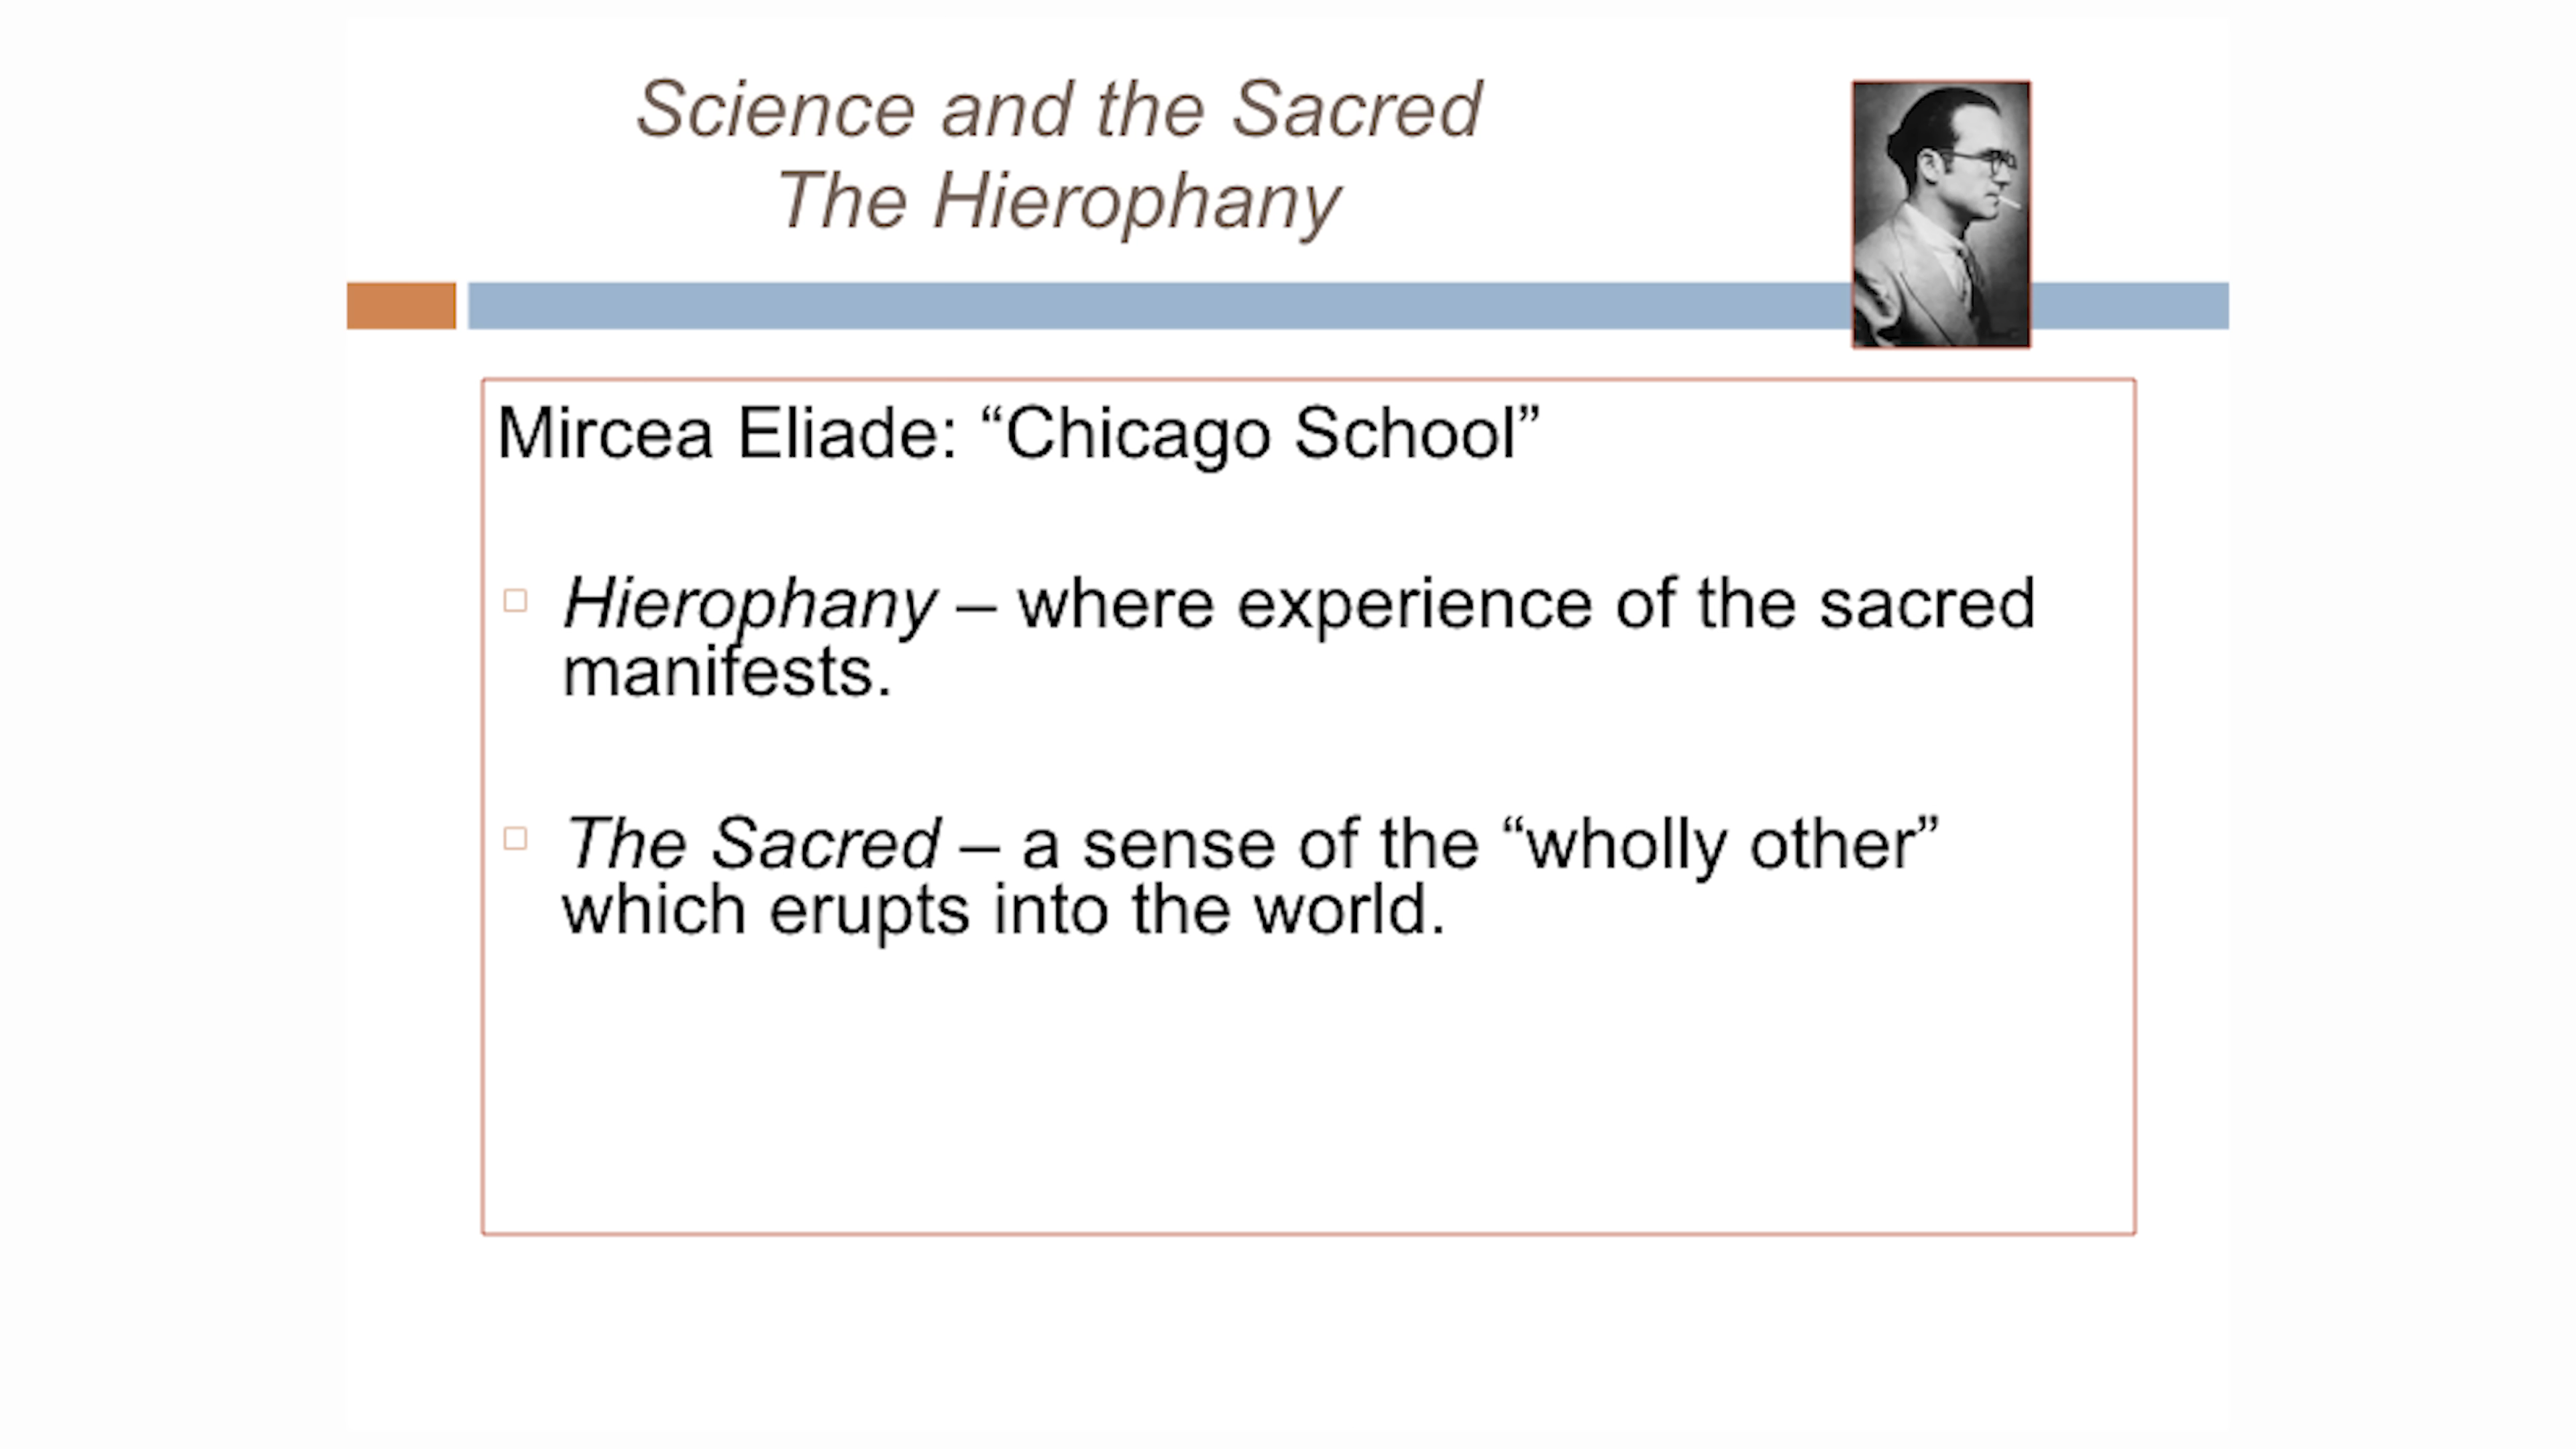 Science and the Sacred
The Hierophany
Mircea Eliade: “Chicago School”
Hierophany – where experience of the sacred
manifests.
The Sacred – a sense of the “wholly other”
which erupts into the world.